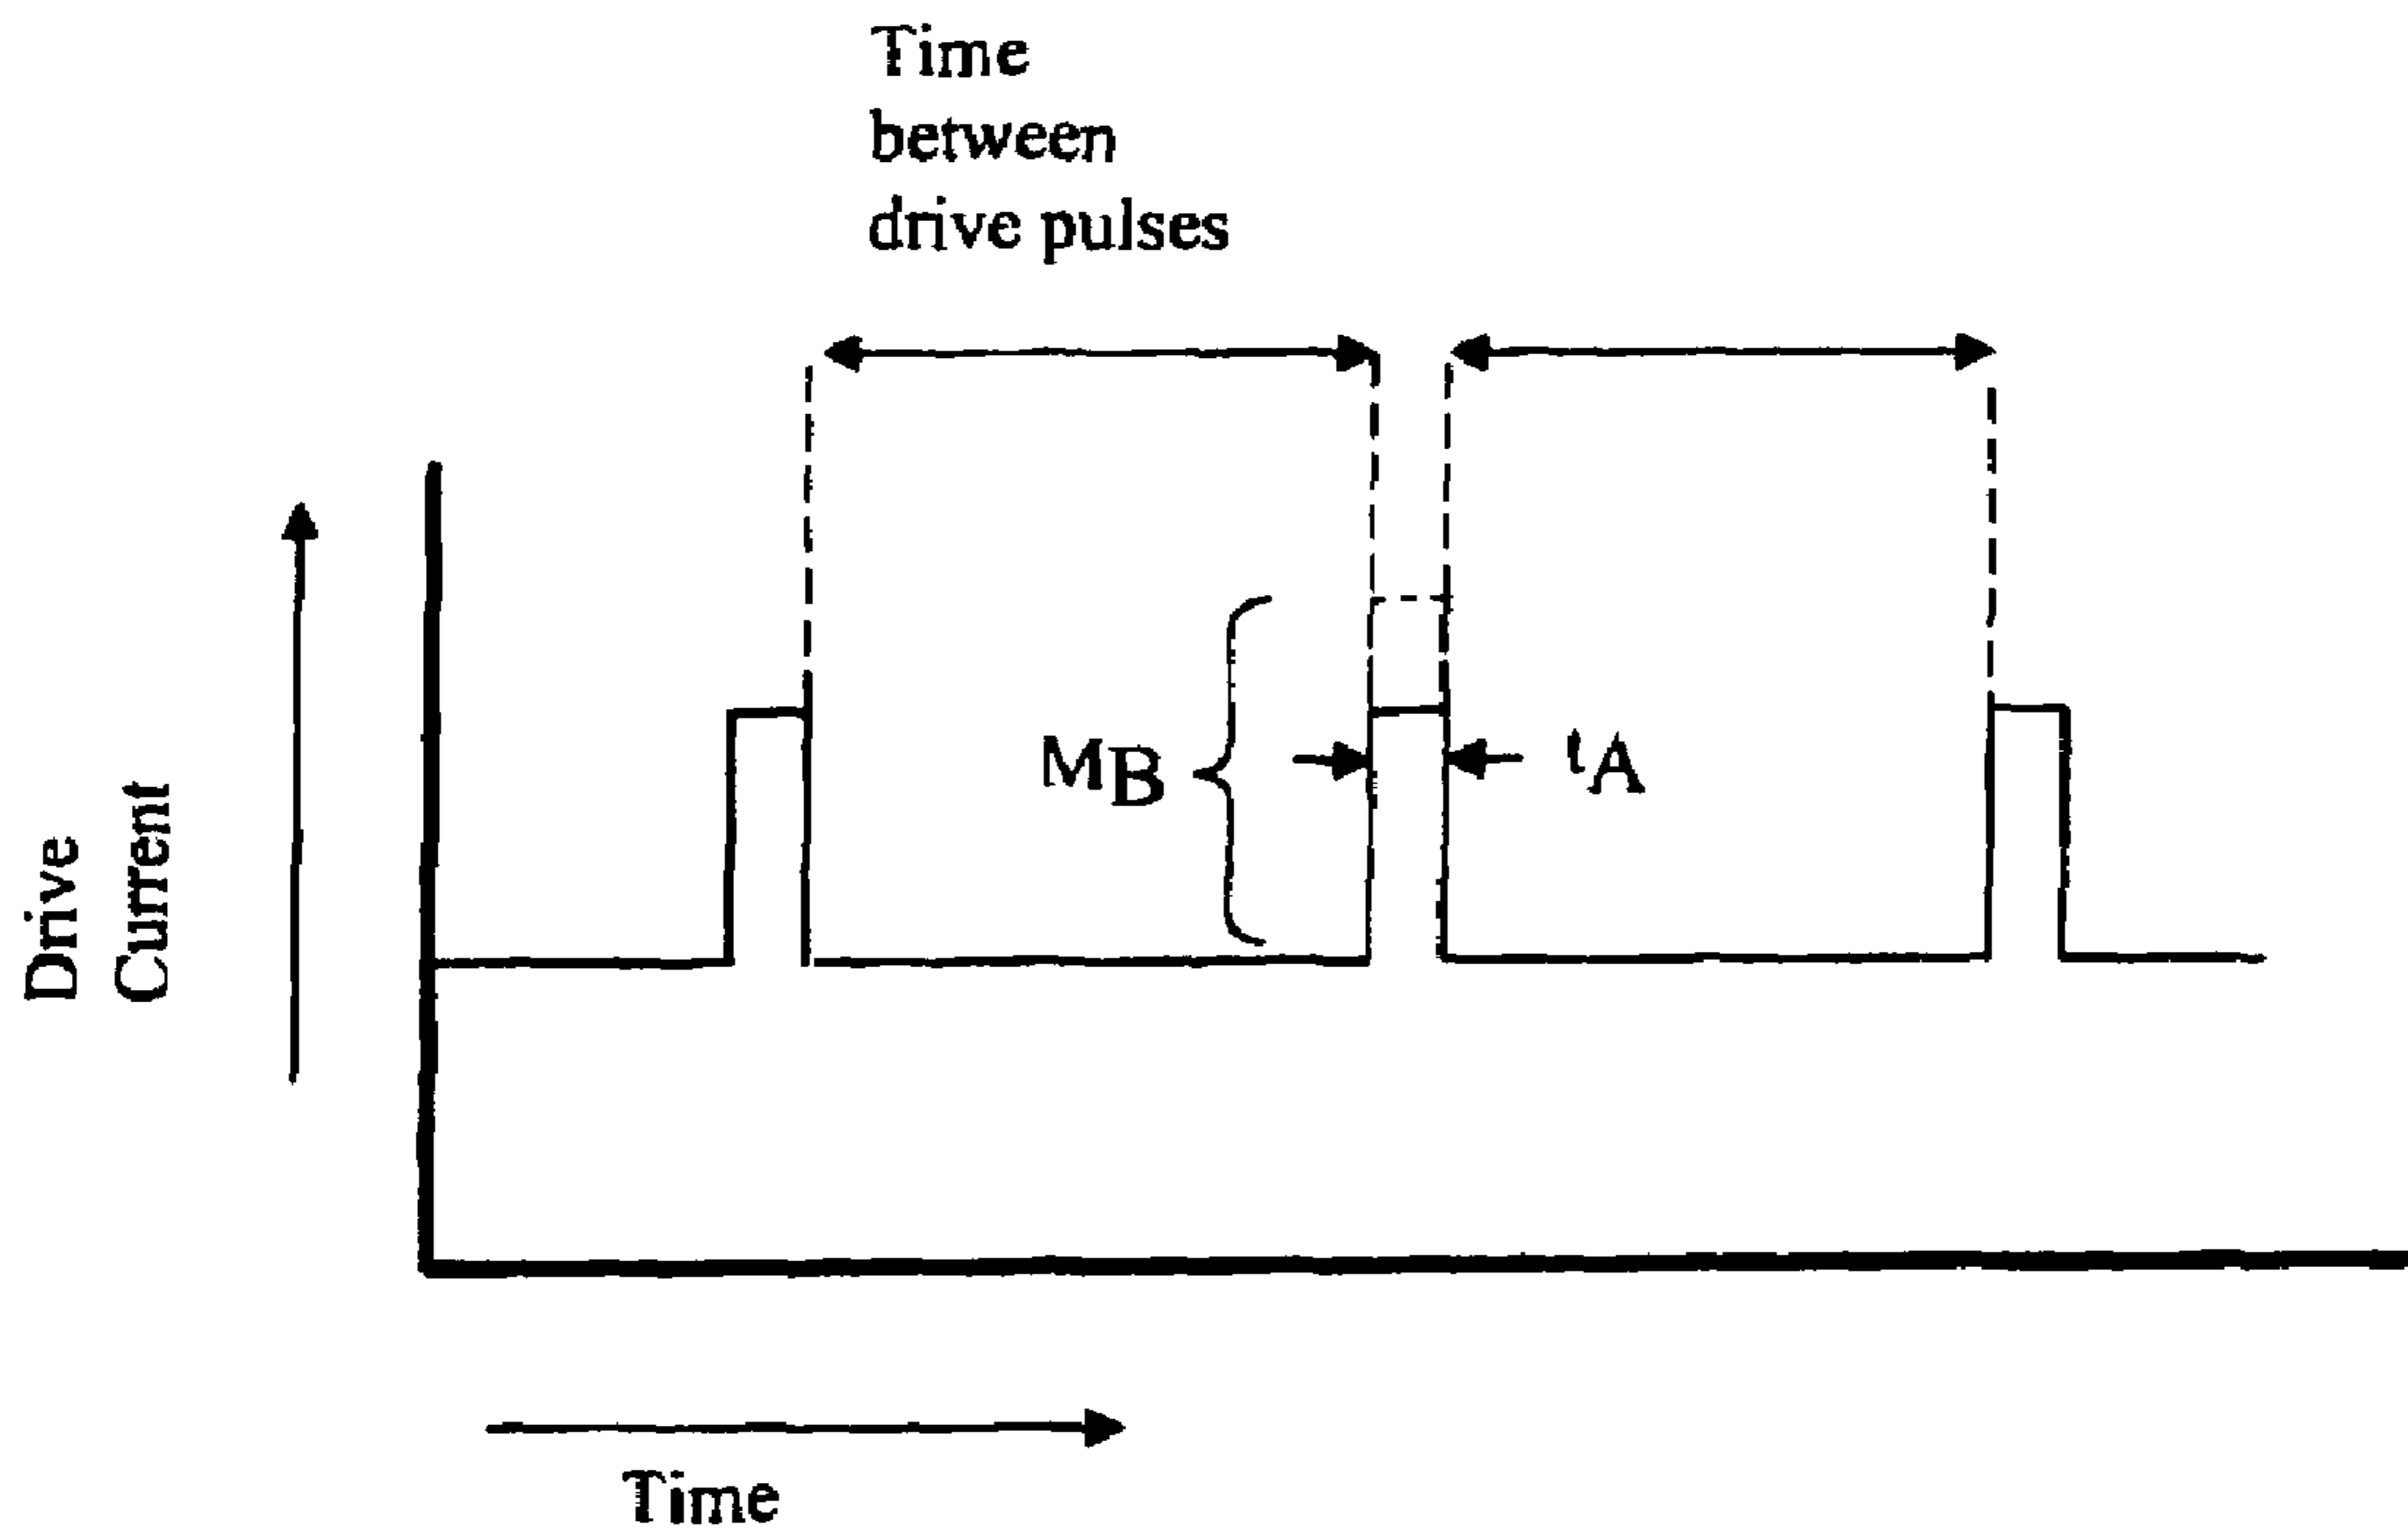 Time
between
drive pulses
MB
tA
Drive
Current
Time